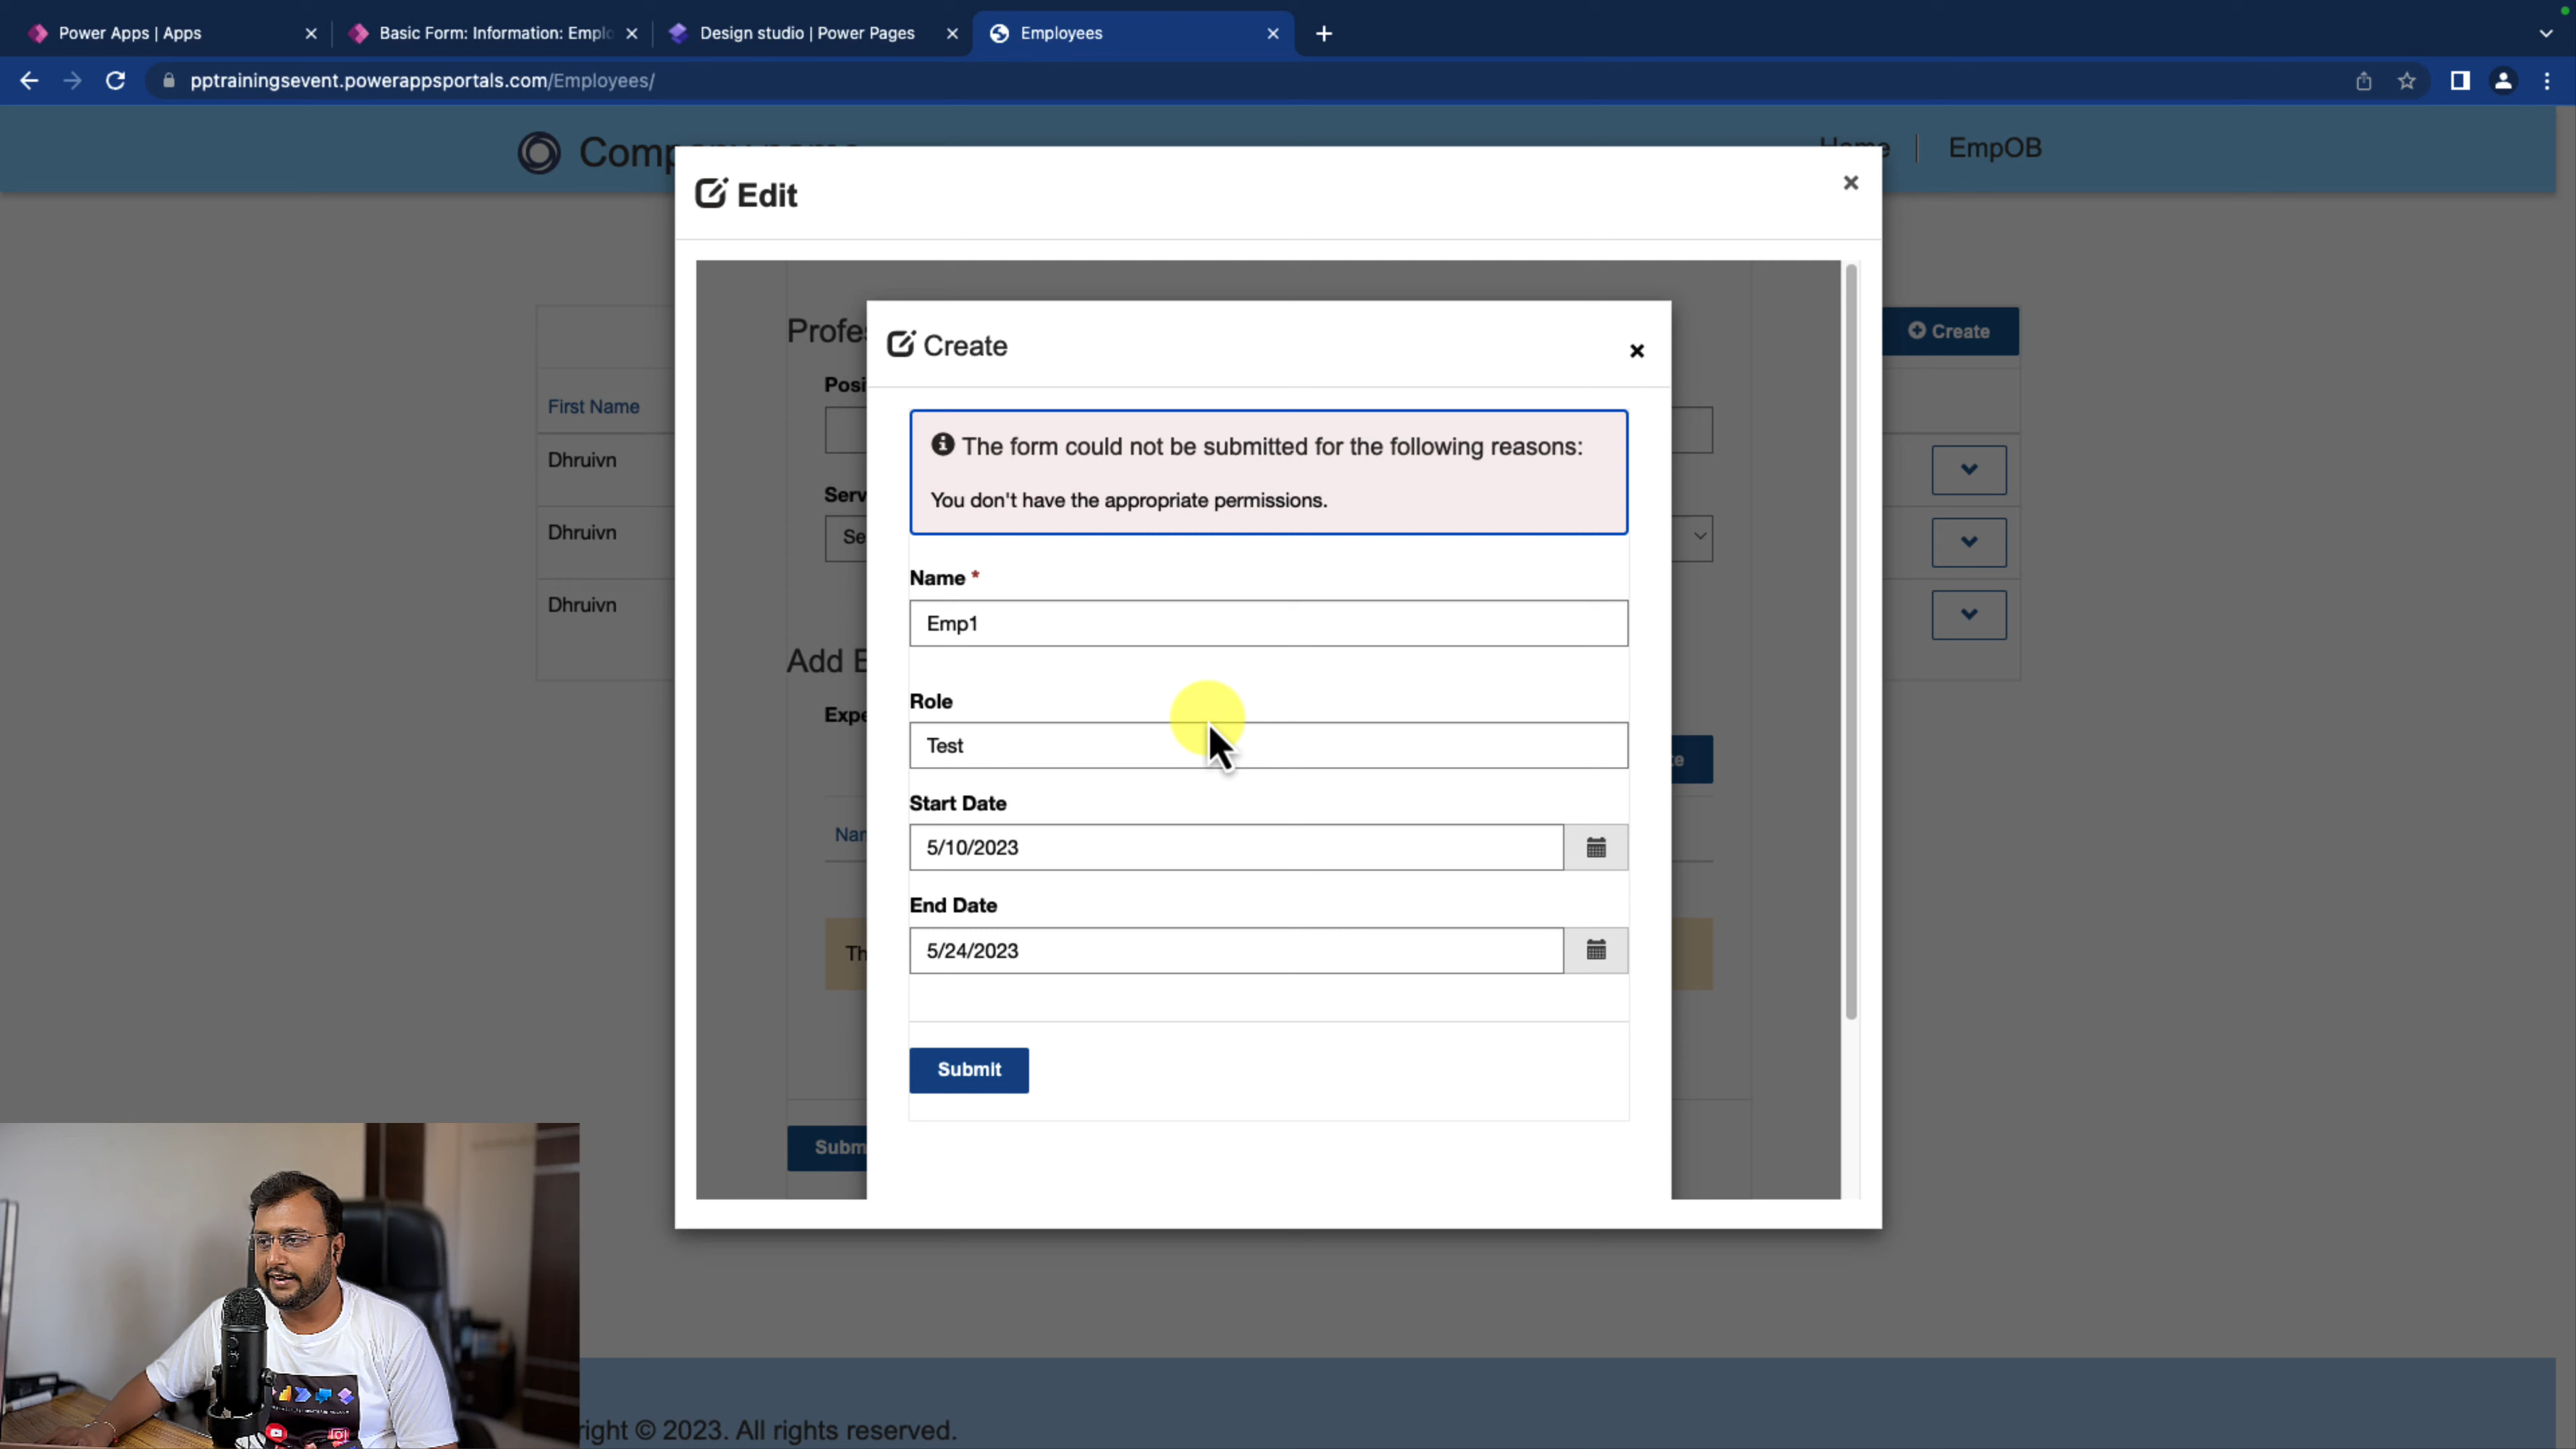 Power Apps | Apps
Basic Form: Information: Emplo
Design studio | Power Pages
Employees
pptrainingsevent.powerappsportals.com/Employees/
Home
EmpOB
Edit
Create
First Name
Dhruivn
Dhruivn
Dhruivn
Create
The form could not be submitted for the following reasons:
You don't have the appropriate permissions.
Name *
Emp1
Role
Test
Start Date
5/10/2023
End Date
5/24/2023
Submit
Profes
Posi
Serv
Se
Add E
Expe
Nar
Th
Subm
right © 2023. All rights reserved.